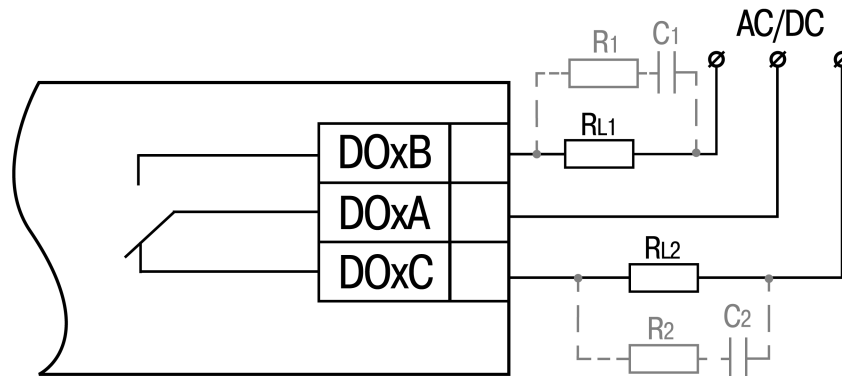 AC/DC
R1
C1
RL1
DOxB
DOxA
DOxC
RL2
R2
C2